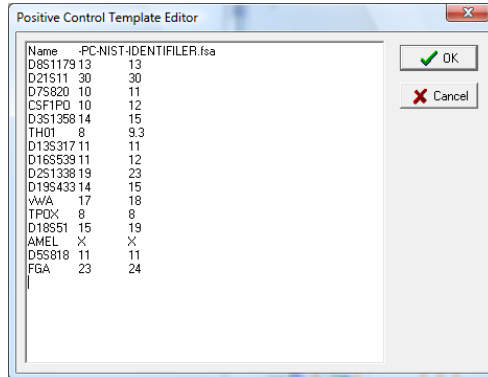 Positive Control Template Editor
Name -PC-NIST-IDENTIFILER.fsa
D8S1179 13 13
D21S11 30 30
D7S820 10 11
CSF1PO 10 12
D3S1358 14 15
TH01 8 9.3
D13S317 11 11
D16S539 11 12
D2S1338 19 23
D19S433 14 15
vWA 17 18
TPOX 8 8
D18S51 15 19
AMEL X X
D5S818 11 11
FGA 23 24
OK
Cancel